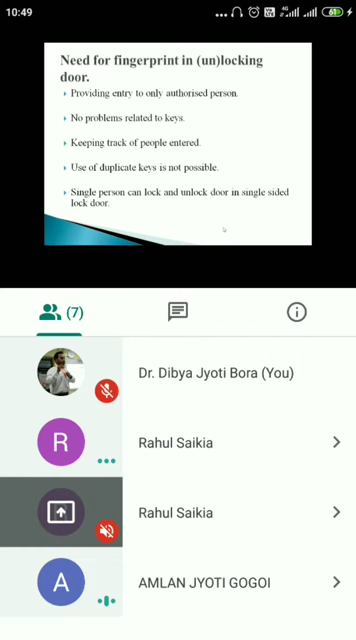 10:49
4G
61
Need for fingerprint in (un)locking
door.
Providing entry to only authorised person.
No problems related to keys.
Keeping track of people entered.
Use of duplicate keys is not possible.
Single person can lock and unlock door in single sided
lock door.
(7)
Dr. Dibya Jyoti Bora (You)
R
Rahul Saikia
Rahul Saikia
A
AMLAN JYOTI GOGOI